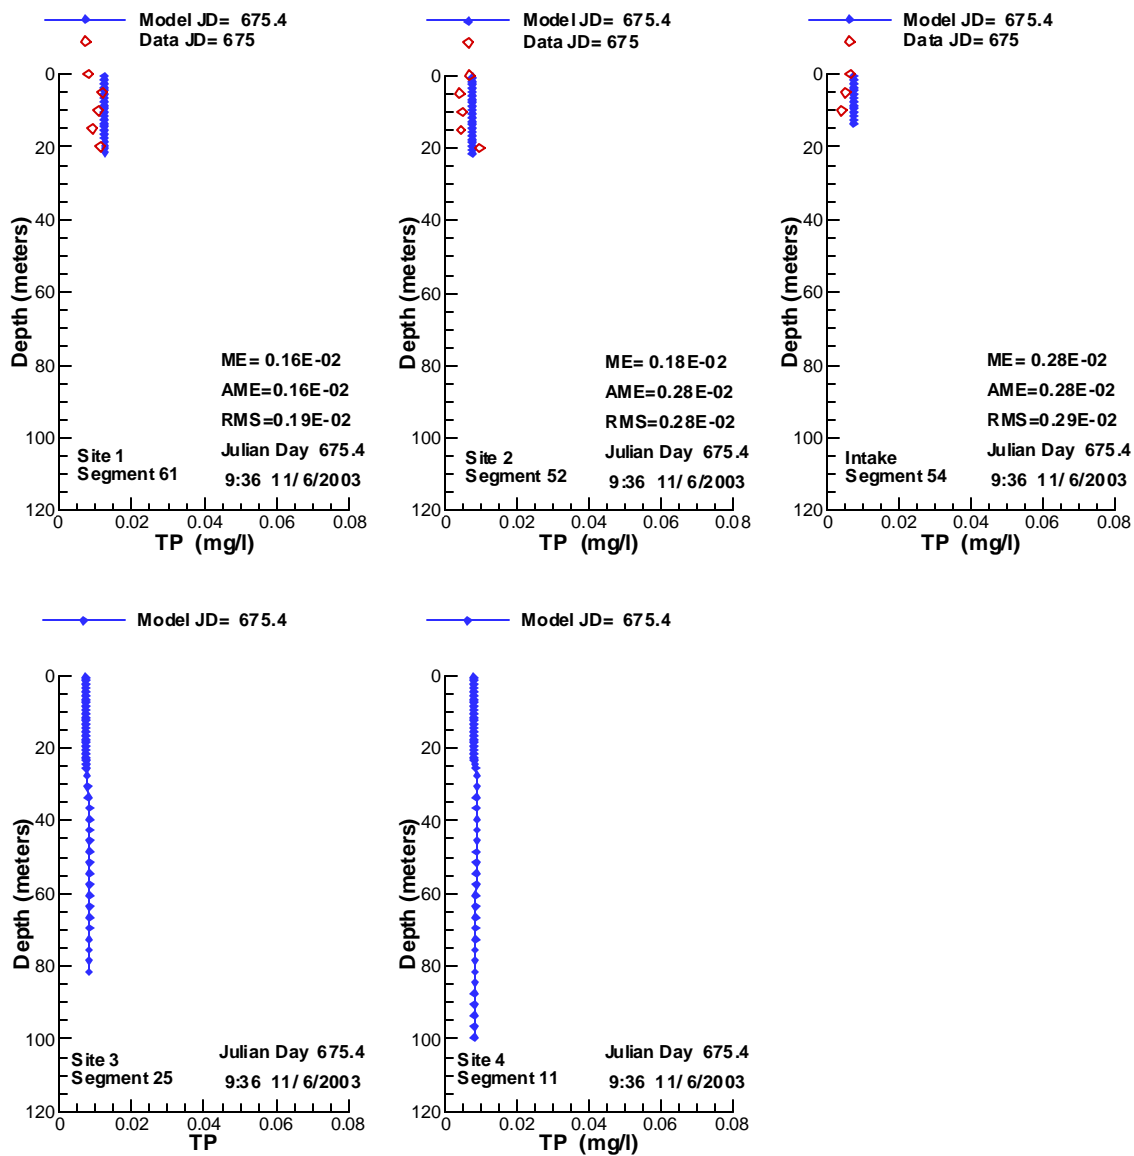 Model JD= 675.4
Data JD= 675
0
20
40
60
80
100
120
Depth (meters)
ME= 0.16E-02
AME=0.16E-02
RMS=0.19E-02
Julian Day 675.4
9:36 11/6/2003
Site 1
Segment 61
0 0.02 0.04 0.06 0.08
TP (mg/l)
Model JD= 675.4
Data JD= 675
0
20
40
60
80
100
120
Depth (meters)
ME= 0.18E-02
AME=0.28E-02
RMS=0.28E-02
Julian Day 675.4
9:36 11/6/2003
Site 2
Segment 52
0 0.02 0.04 0.06 0.08
TP (mg/l)
Model JD= 675.4
Data JD= 675
0
20
40
60
80
100
120
Depth (meters)
ME= 0.28E-02
AME=0.28E-02
RMS=0.29E-02
Julian Day 675.4
9:36 11/6/2003
Intake
Segment 54
0 0.02 0.04 0.06 0.08
TP (mg/l)
Model JD= 675.4
0
20
40
60
80
100
120
Depth (meters)
Julian Day 675.4
9:36 11/6/2003
Site 3
Segment 25
0 0.02 0.04 0.06 0.08
TP
Model JD= 675.4
0
20
40
60
80
100
120
Depth (meters)
Julian Day 675.4
9:36 11/6/2003
Site 4
Segment 11
0 0.02 0.04 0.06 0.08
TP (mg/l)